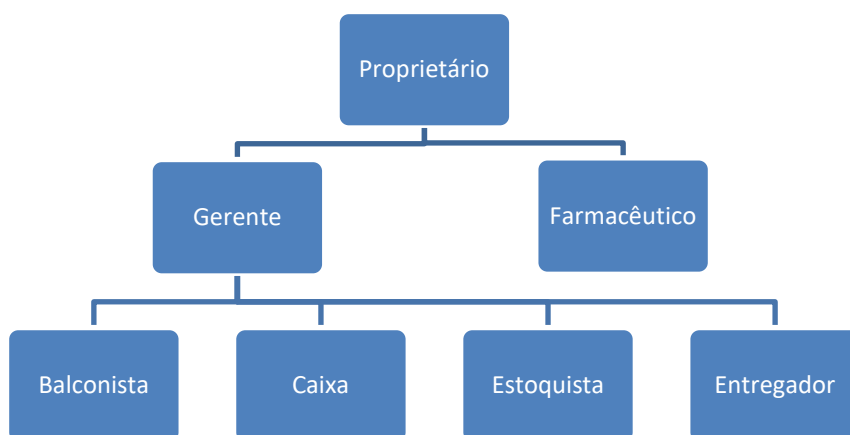 Proprietário
Gerente
Farmacêutico
Balconista
Caixa
Estoquista
Entregador